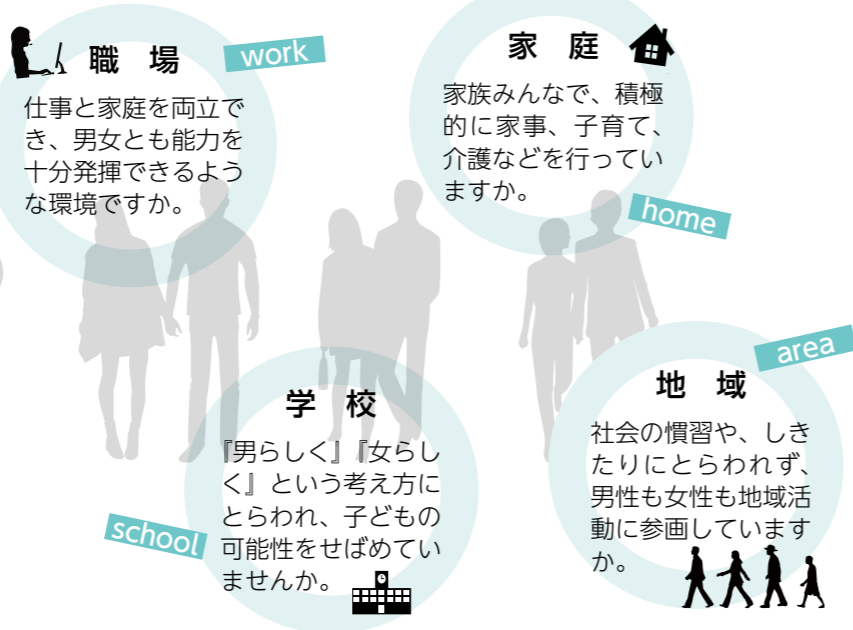 職　場
work
仕事と家庭を両立で
き、男女とも能力を
十分発揮できるよう
な環境ですか。
家　庭
家族みんなで、積極
的に家事、子育て、
介護などを行ってい
ますか。
home
学　校
『男らしく』『女らし
く』という考え方に
とらわれ、子どもの
可能性をせばめてい
ませんか。
school
area
地　域
社会の慣習や、しき
たりにとらわれず、
男性も女性も地域活
動に参画しています
か。